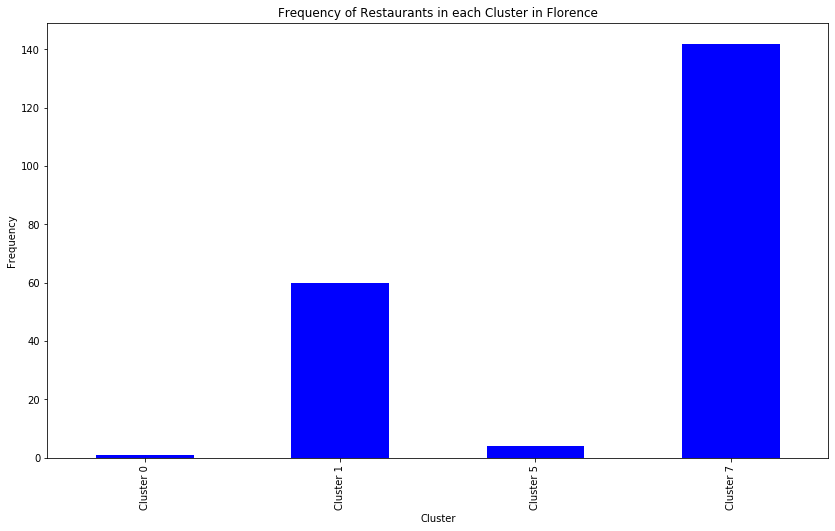 Frequency of Restaurants in each Cluster in Florence
Frequency
140
120
100
80
60
40
20
0
Cluster 0
Cluster 1
Cluster 5
Cluster 7
Cluster